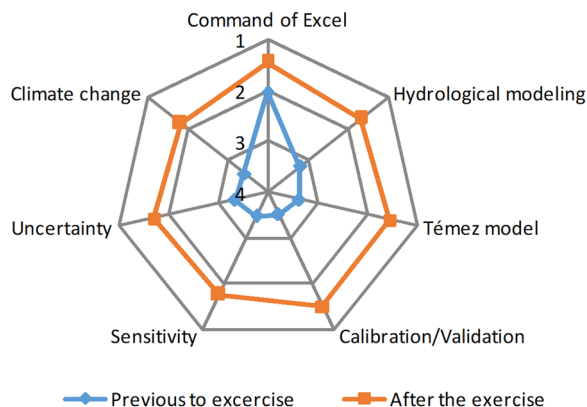 Command of Excel
1
Climate change
2
Hydrological modeling
3
4
Uncertainty
Témez model
Sensitivity
Calibration/Validation
Previous to excercise
After the exercise